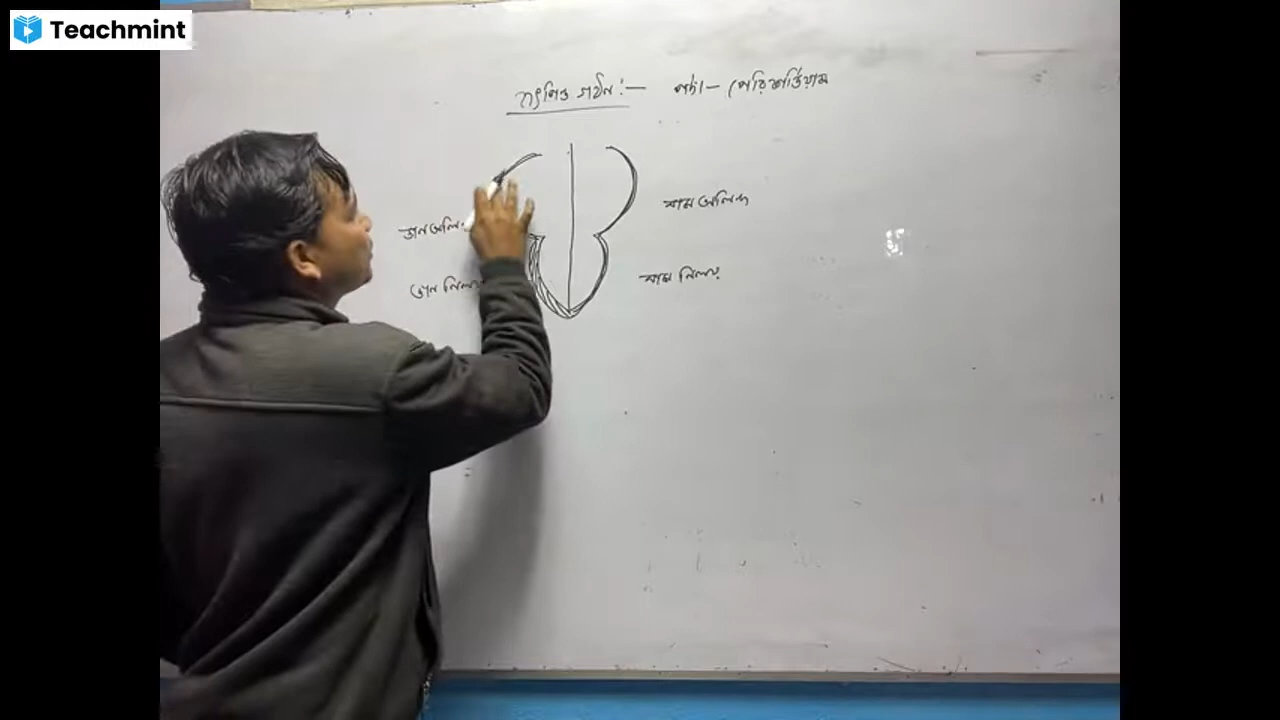 Teachmint
হৃৎপিণ্ড গঠন :— পর্দা — পেরিকার্ডিয়াম
বাম অলিন্দ
ডান অলি
বাম নিলয়
ডান নিলয়